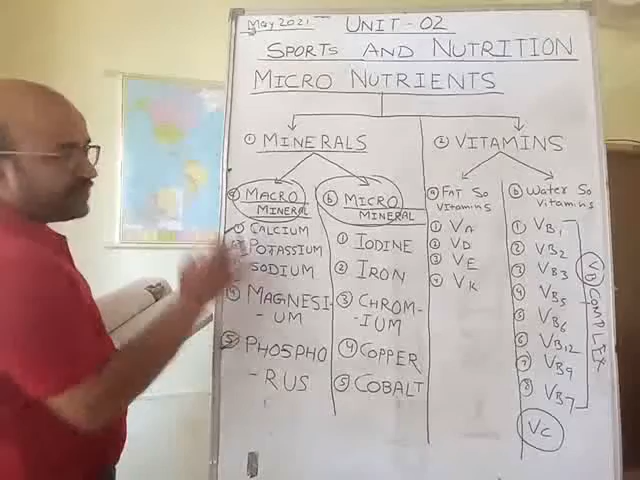 May 2021
UNIT-02
SPORTS AND NUTRITION
MICRO NUTRIENTS
① MINERALS
② VITAMINS
ⓐ MACRO
MINERAL
① CALCIUM
② POTASSIUM
SODIUM
④ MAGNESI
-UM
⑤ PHOSPHO
-RUS
ⓑ MICRO
MINERAL
① IODINE
② IRON
③ CHROM-
-IUM
④ COPPER
⑤ COBALT
ⓐ FAT SO
VITAMINS
① VA
② VD
③ VE
④ VK
ⓑ WATER SO
VITAMINS
① VB1
② VB2
③ VB3
④ VB5
⑤ VB6
⑥ VB12
⑦ VB9
⑧ VB7
VB COMPLEX
VC